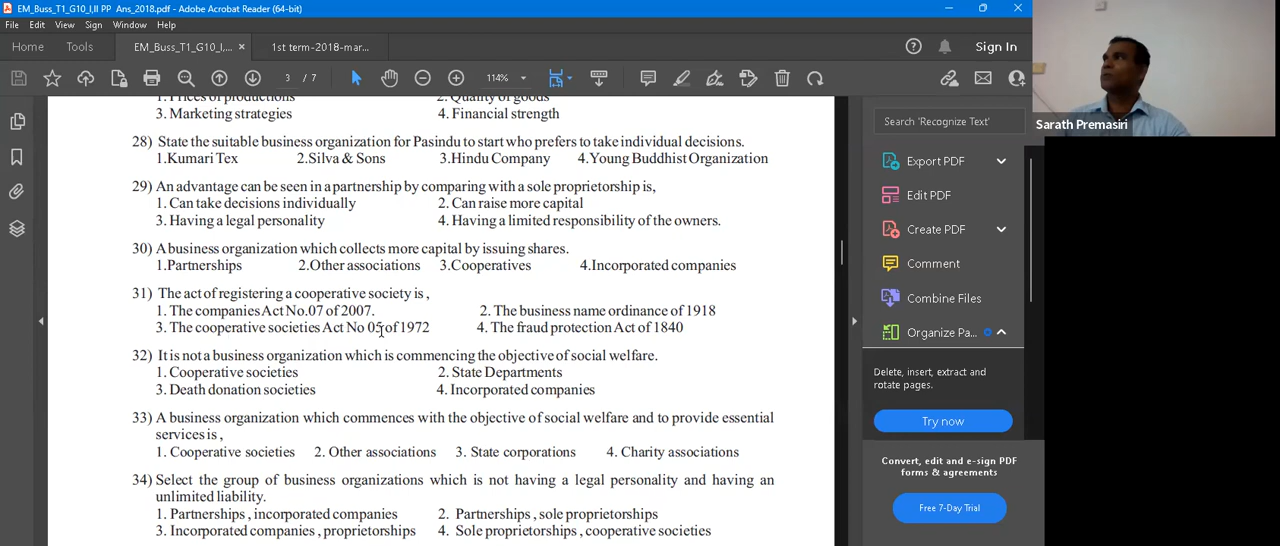 EM_Buss_T1_G10_I,II PP Ans_2018.pdf - Adobe Acrobat Reader (64-bit)
File Edit View Sign Window Help
Home Tools EM_Buss_T1_G10_I,... × 1st term-2018-mar... Sign In
3 / 7 114%
1. Prices of productions 2. Quality of goods
3. Marketing strategies 4. Financial strength
28) State the suitable business organization for Pasindu to start who prefers to take individual decisions.
1.Kumari Tex 2.Silva & Sons 3.Hindu Company 4.Young Buddhist Organization
29) An advantage can be seen in a partnership by comparing with a sole proprietorship is,
1. Can take decisions individually 2. Can raise more capital
3. Having a legal personality 4. Having a limited responsibility of the owners.
30) A business organization which collects more capital by issuing shares.
1.Partnerships 2.Other associations 3.Cooperatives 4.Incorporated companies
31) The act of registering a cooperative society is ,
1. The companies Act No.07 of 2007. 2. The business name ordinance of 1918
3. The cooperative societies Act No 05 of 1972 4. The fraud protection Act of 1840
32) It is not a business organization which is commencing the objective of social welfare.
1. Cooperative societies 2. State Departments
3. Death donation societies 4. Incorporated companies
33) A business organization which commences with the objective of social welfare and to provide essential
services is ,
1. Cooperative societies 2. Other associations 3. State corporations 4. Charity associations
34) Select the group of business organizations which is not having a legal personality and having an
unlimited liability.
1. Partnerships , incorporated companies 2. Partnerships , sole proprietorships
3. Incorporated companies , proprietorships 4. Sole proprietorships , cooperative societies
Search 'Recognize Text'
Export PDF
Edit PDF
Create PDF
Comment
Combine Files
Organize Pa...
Delete, insert, extract and
rotate pages.
Try now
Convert, edit and e-sign PDF
forms & agreements
Free 7-Day Trial
Sarath Premasiri